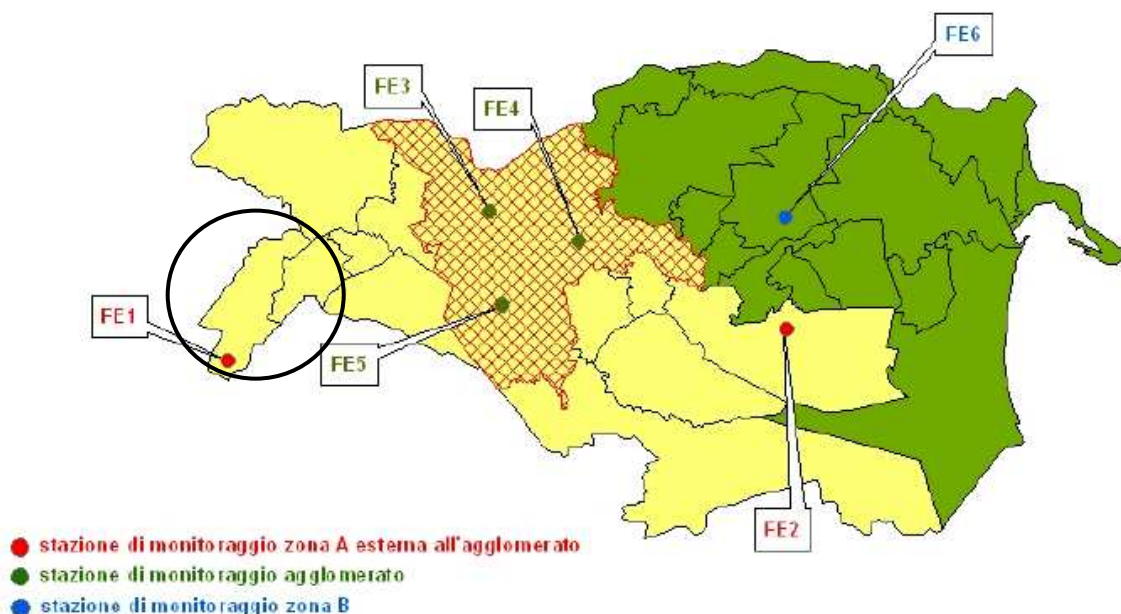 FE6
FE3
FE4
FE1
FE5
FE2
stazione di monitoraggio zona A esterna all'agglomerato
stazione di monitoraggio agglomerato
stazione di monitoraggio zona B